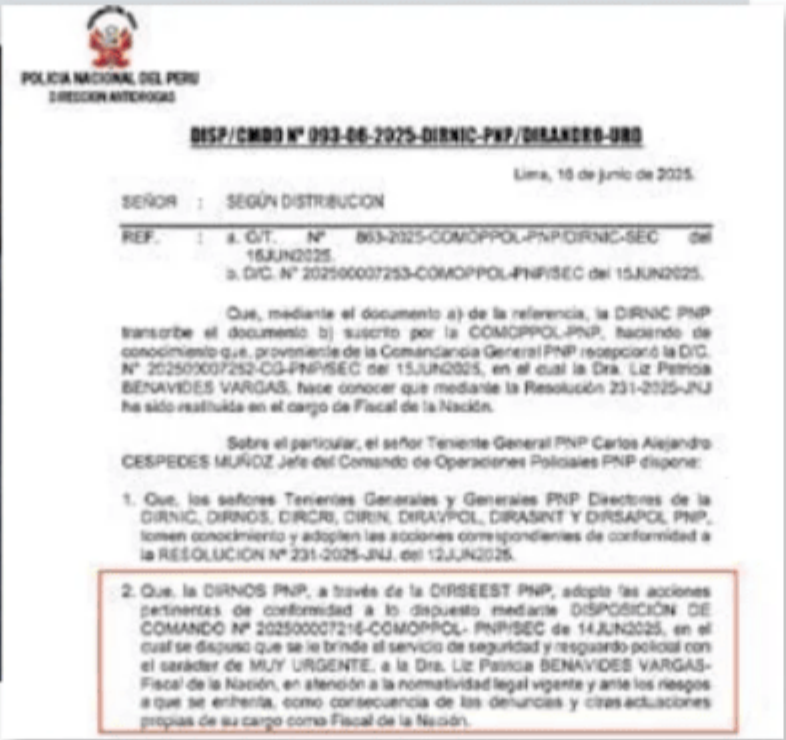 POLICIA NACIONAL DEL PERU
DIRECCION ANTIDROGAS
DISP/CMDO N° 093-06-2025-DIRNIC-PNP/DIRANDRO-URD
Lima, 16 de junio de 2025.
SEÑOR : SEGÚN DISTRIBUCION
REF. : a. O/T. N° 863-2025-COMOPPOL-PNP/DIRNIC-SEC del
16JUN2025.
b. D/C. N° 202500007253-COMOPPOL-PNP/SEC del 15JUN2025.
Que, mediante el documento a) de la referencia, la DIRNIC PNP
transcribe el documento b) suscrito por la COMOPPOL-PNP, haciendo de
conocimiento que, proveniente de la Comandancia General PNP recepcionó la D/C.
N° 202500007252-CG-PNP/SEC del 15JUN2025, en el cual la Dra. Liz Patricia
BENAVIDES VARGAS, hace conocer que mediante la Resolución 231-2025-JNJ
ha sido restituida en el cargo de Fiscal de la Nación.
Sobre el particular, el señor Teniente General PNP Carlos Alejandro
CESPEDES MUÑOZ Jefe del Comando de Operaciones Policiales PNP dispone:
1. Que, los señores Tenientes Generales y Generales PNP Directores de la
DIRNIC, DIRNOS, DIRCRI, DIRIN, DIRAVPOL, DIRASINT Y DIRSAPOL PNP,
tomen conocimiento y adopten las acciones correspondientes de conformidad a
la RESOLUCION N° 231-2025-JNJ, del 12JUN2025.
2. Que, la DIRNOS PNP, a través de la DIRSEEST PNP, adopte las acciones
pertinentes de conformidad a lo dispuesto mediante DISPOSICIÓN DE
COMANDO N° 202500007216-COMOPPOL- PNP/SEC de 14JUN2025, en el
cual se dispuso que se le brinde el servicio de seguridad y resguardo policial con
el carácter de MUY URGENTE, a la Dra. Liz Patricia BENAVIDES VARGAS-
Fiscal de la Nación, en atención a la normatividad legal vigente y ante los riesgos
a que se enfrenta, como consecuencia de las denuncias y otras actuaciones
propias de su cargo como Fiscal de la Nación.